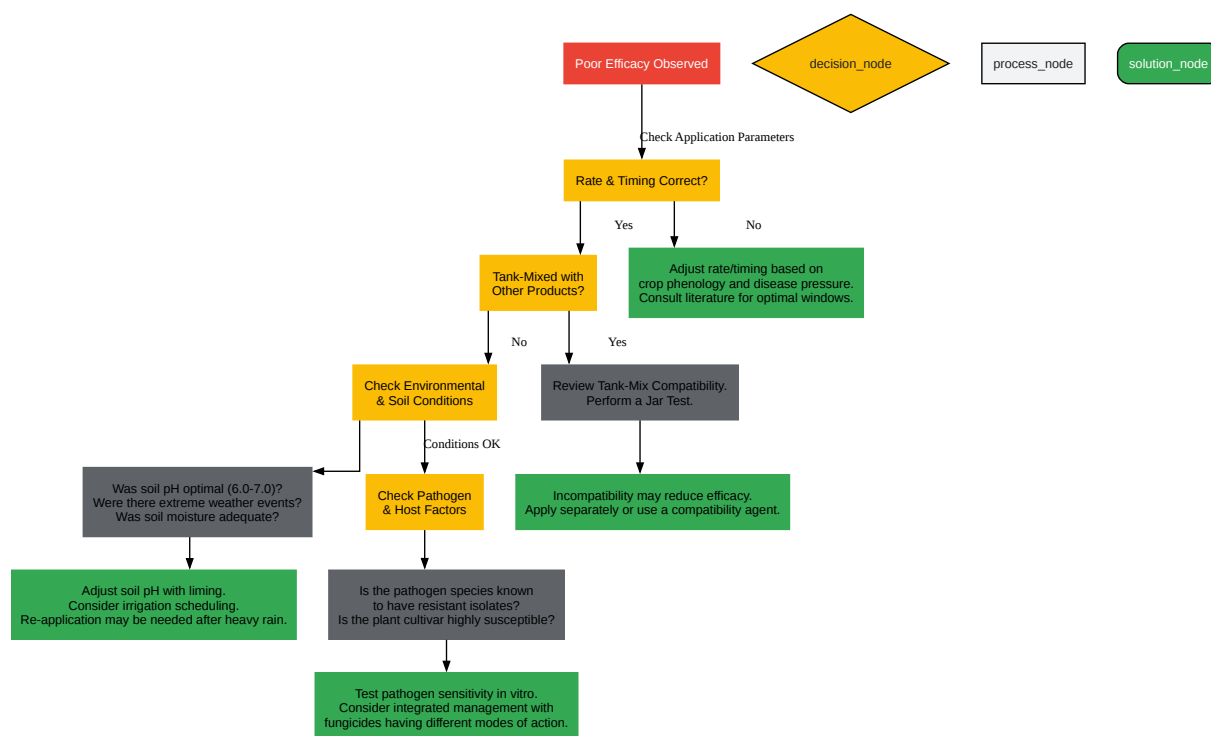 Poor Efficacy Observed
decision_node
process_node
solution_node
Check Application Parameters
Rate & Timing Correct?
Yes
No
Tank-Mixed with
Other Products?
Adjust rate/timing based on
crop phenology and disease pressure.
Consult literature for optimal windows.
No
Yes
Check Environmental
& Soil Conditions
Review Tank-Mix Compatibility.
Perform a Jar Test.
Conditions OK
Was soil pH optimal (6.0-7.0)?
Were there extreme weather events?
Was soil moisture adequate?
Check Pathogen
& Host Factors
Incompatibility may reduce efficacy.
Apply separately or use a compatibility agent.
Adjust soil pH with liming.
Consider irrigation scheduling.
Re-application may be needed after heavy rain.
Is the pathogen species known
to have resistant isolates?
Is the plant cultivar highly susceptible?
Test pathogen sensitivity in vitro.
Consider integrated management with
fungicides having different modes of action.